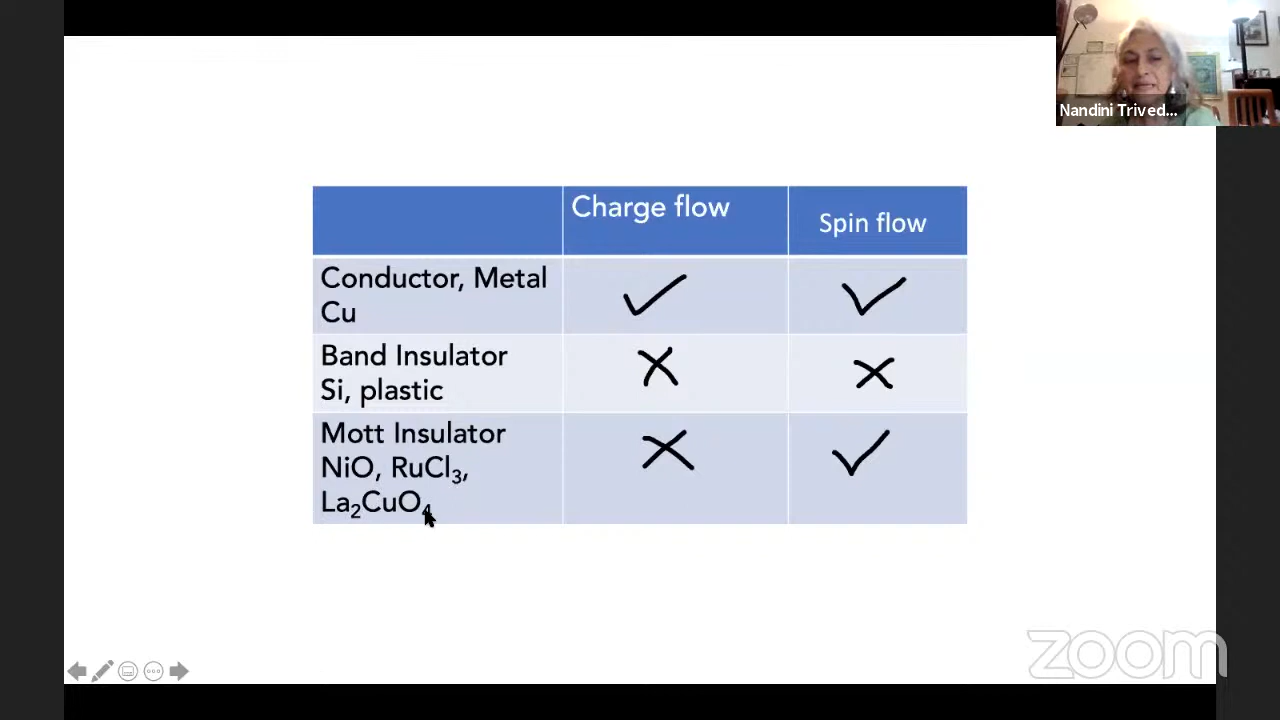 Nandini Trived...
Charge flow
Spin flow
Conductor, Metal
Cu
Band Insulator
Si, plastic
Mott Insulator
NiO, RuCl₃,
La₂CuO₄
zoom